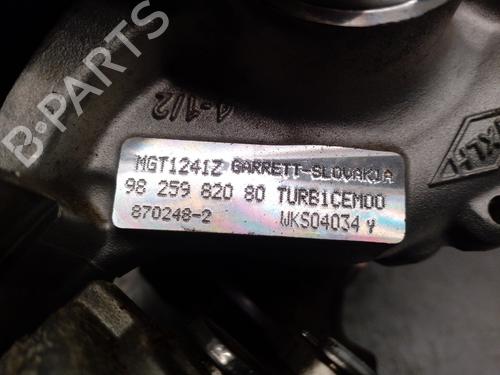 B-PARTS
4-1/2
MGT1241Z GARRETT-SLOVAKIA
98 259 820 80 TURBICEM00
870248-2 WKS04034 Y